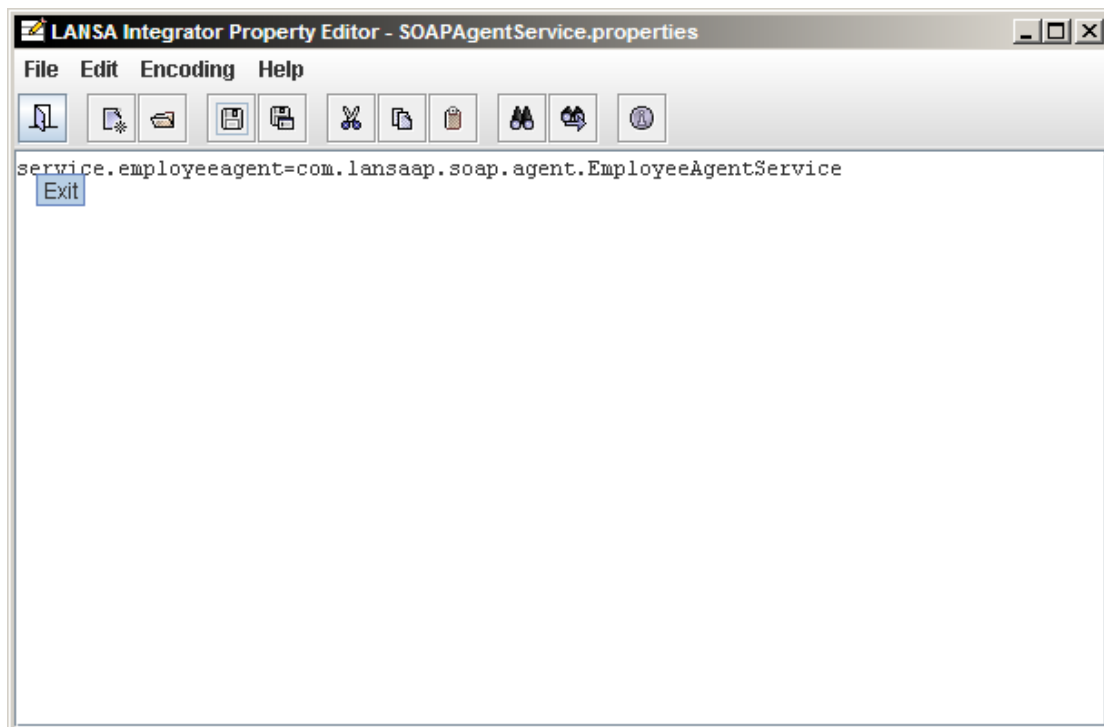 LANSA Integrator Property Editor - SOAPAgentService.properties
File Edit Encoding Help
service.employeeagent=com.lansaap.soap.agent.EmployeeAgentService
Exit